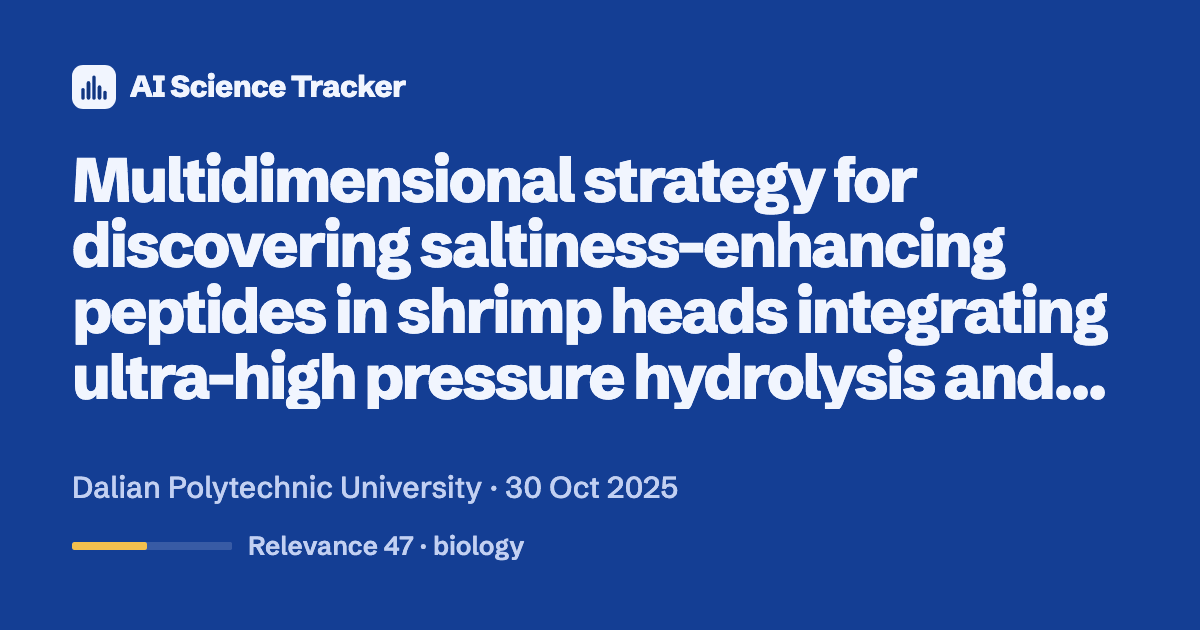 AI Science Tracker
Multidimensional strategy for
discovering saltiness-enhancing
peptides in shrimp heads integrating
ultra-high pressure hydrolysis and...
Dalian Polytechnic University · 30 Oct 2025
Relevance 47 · biology